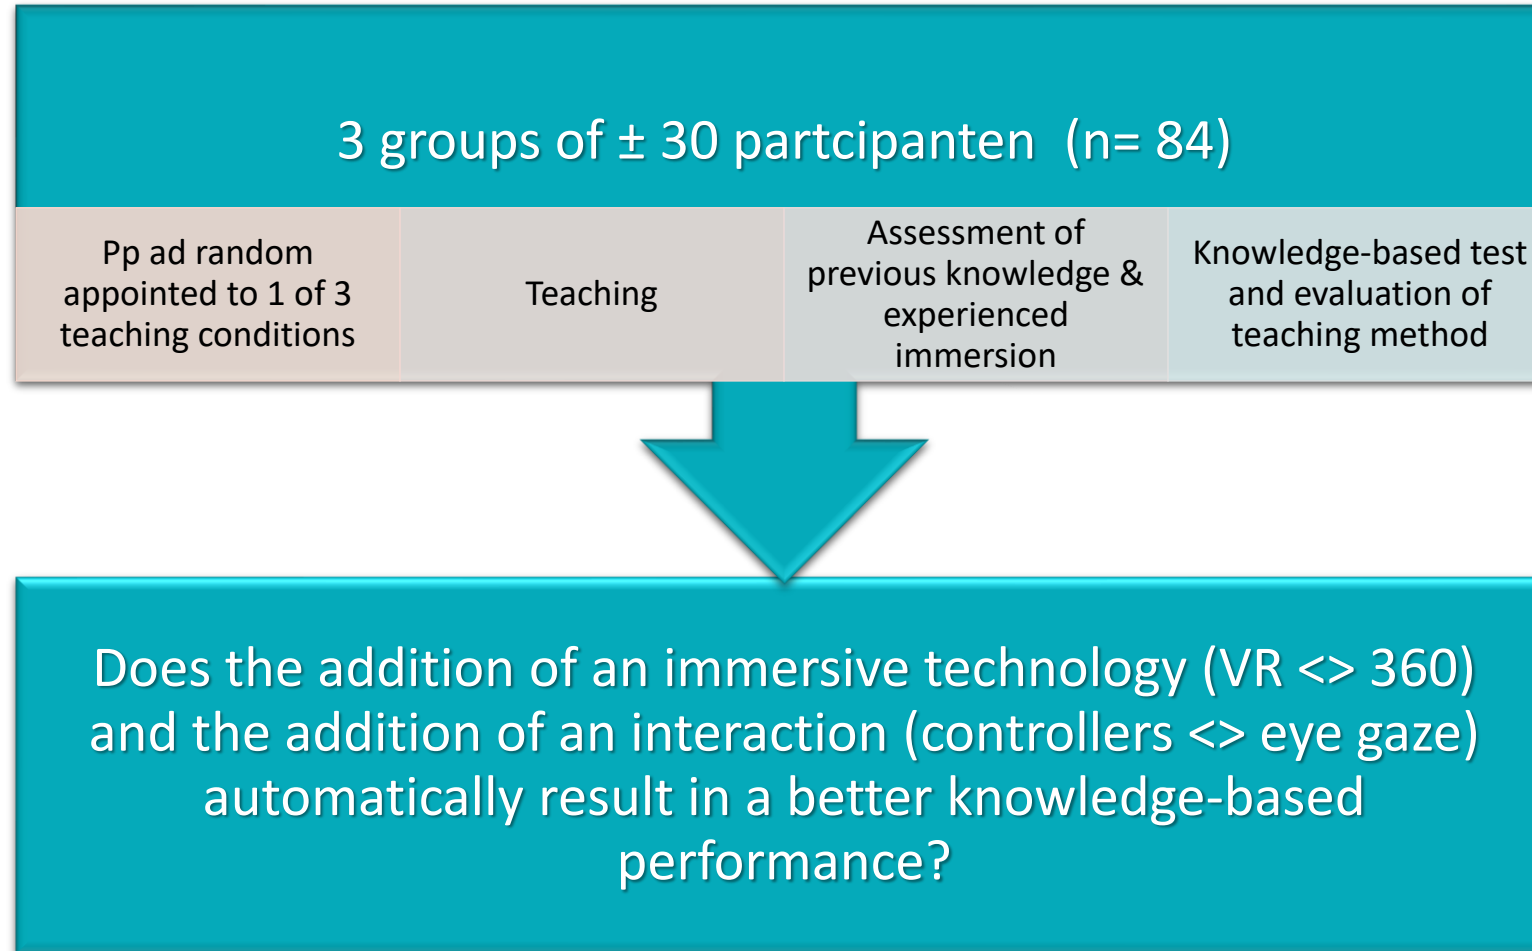 3 groups of ± 30 partcipanten (n= 84)
Pp ad random
appointed to 1 of 3
teaching conditions
Teaching
Assessment of
previous knowledge &
experienced
immersion
Knowledge-based test
and evaluation of
teaching method
Does the addition of an immersive technology (VR <> 360)
and the addition of an interaction (controllers <> eye gaze)
automatically result in a better knowledge-based
performance?